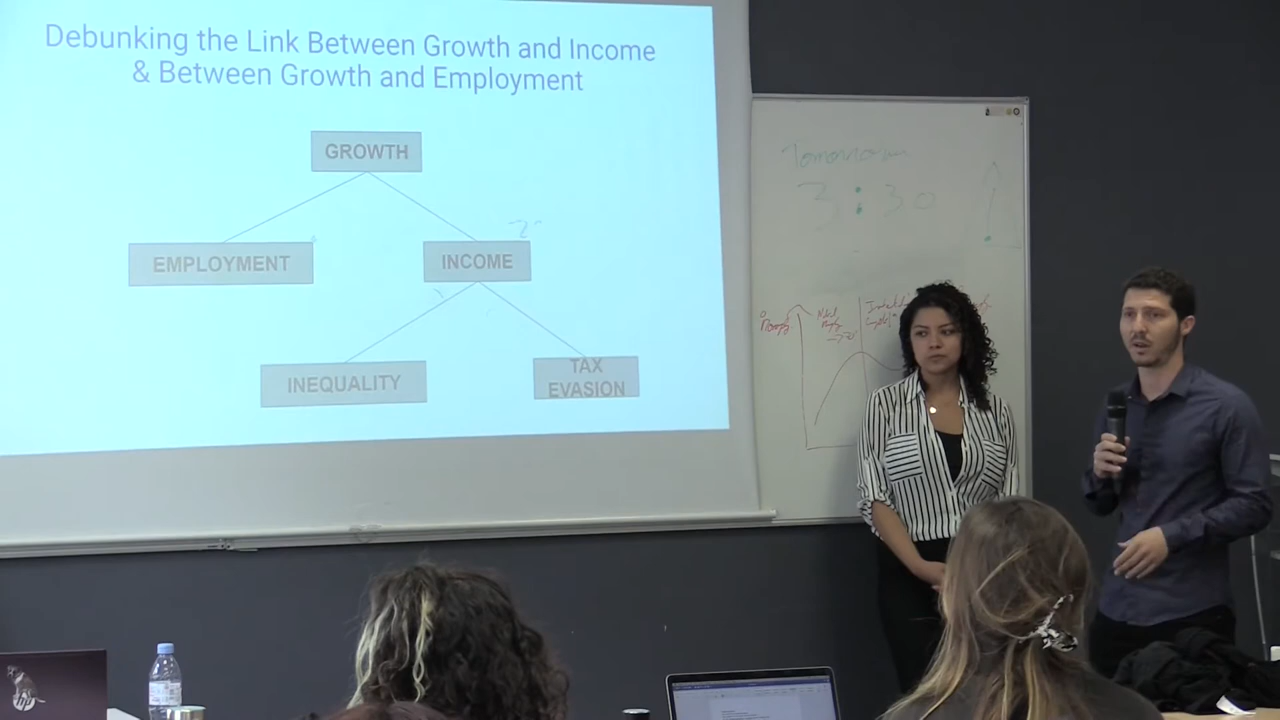 Debunking the Link Between Growth and Income
& Between Growth and Employment
GROWTH
EMPLOYMENT
INCOME
INEQUALITY
TAX
EVASION
Tomorrow
3:30
hp